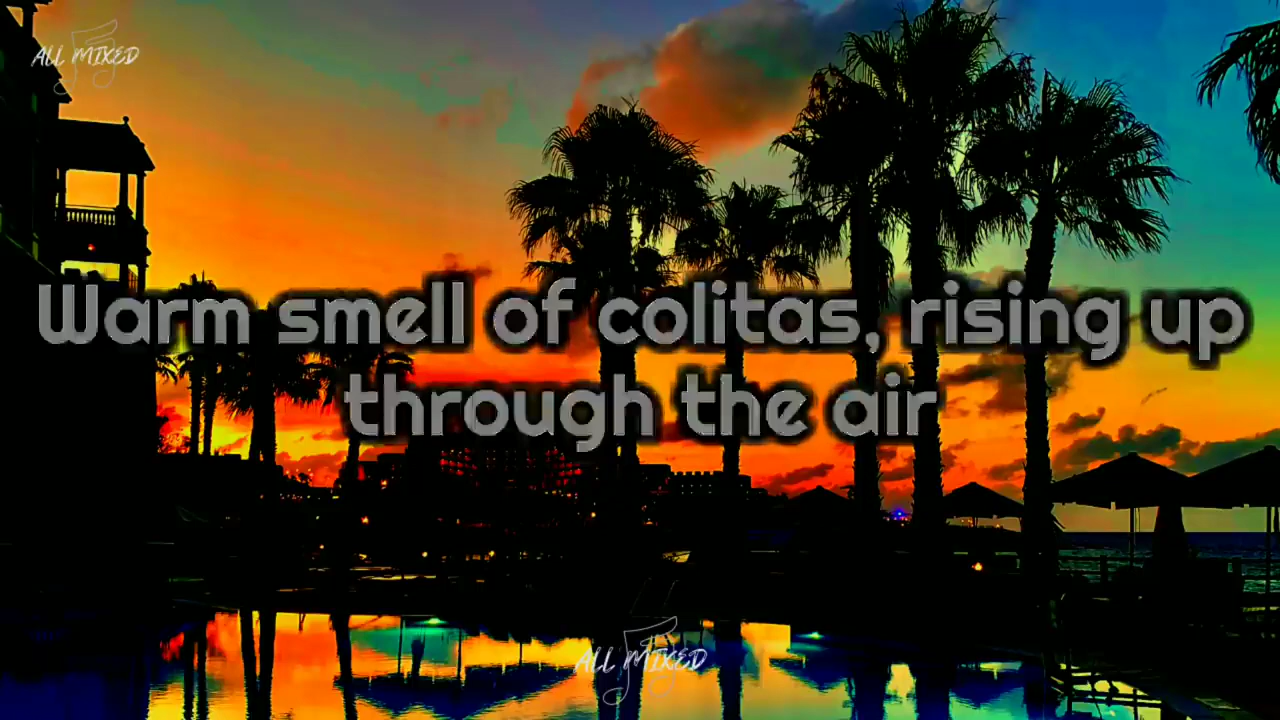 ALL MIXED
Warm smell of colitas, rising up
through the air
ALL MIXED